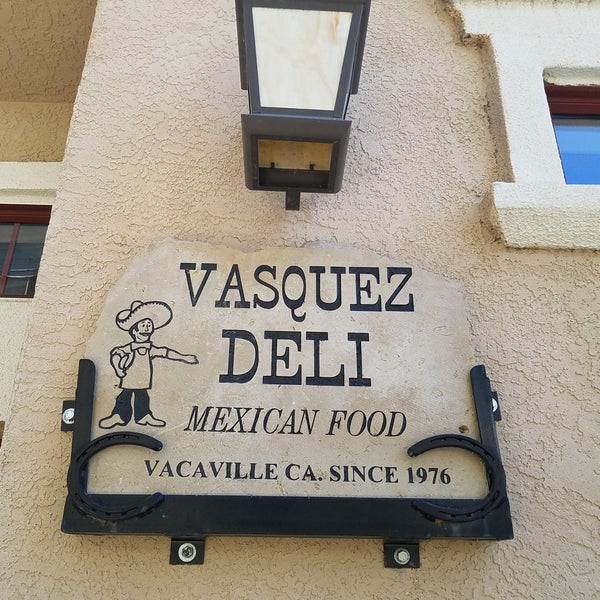 VASQUEZ
DELI
MEXICAN FOOD
VACAVILLE CA. SINCE 1976